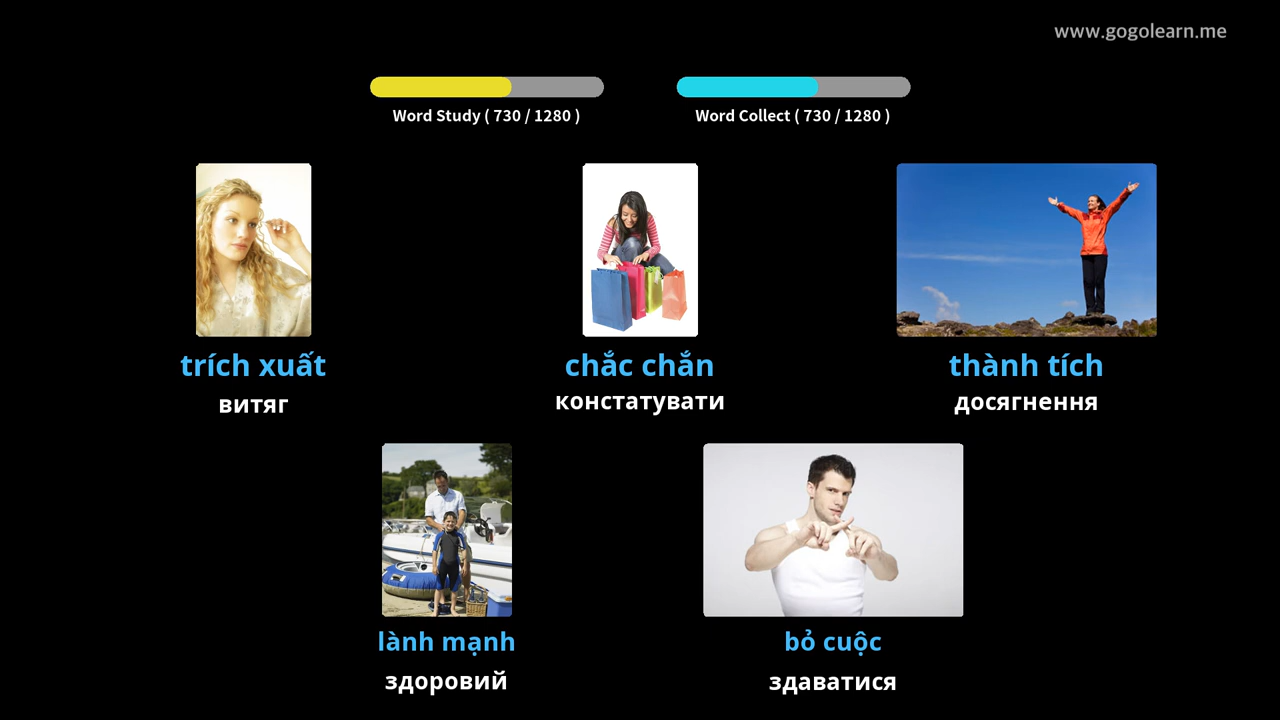 www.gogolearn.me
Word Study ( 730 / 1280 )
Word Collect ( 730 / 1280 )
trích xuất
витяг
chắc chắn
констатувати
thành tích
досягнення
lành mạnh
здоровий
bỏ cuộc
здаватися